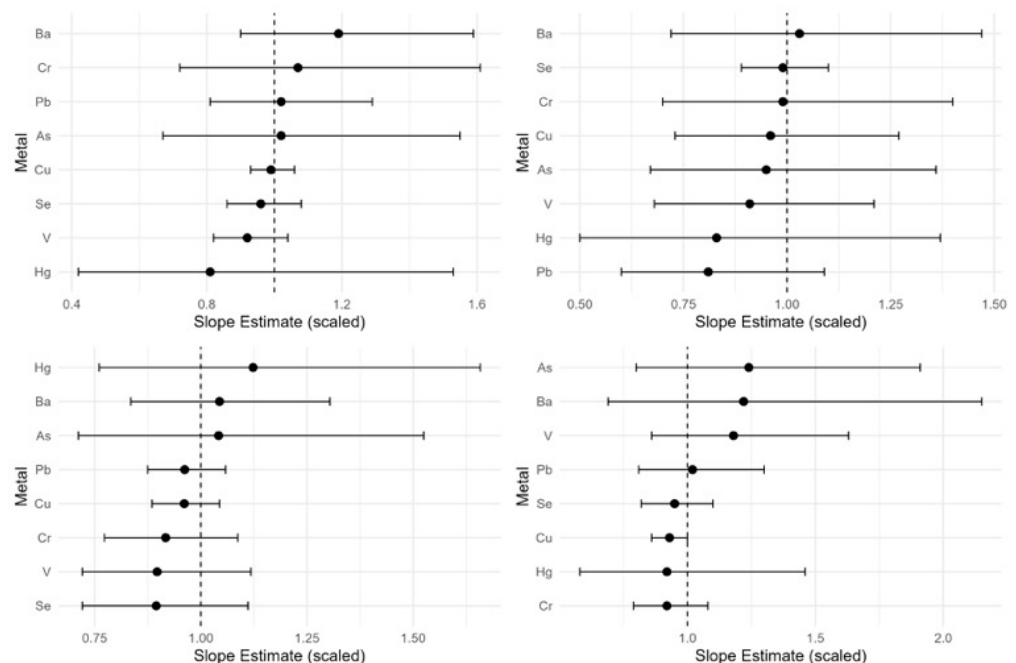 Ba
Cr
Pb
As
Cu
Se
V
Hg
Metal
0.4 0.8 1.2 1.6
Slope Estimate (scaled)
Ba
Se
Cr
Cu
As
V
Hg
Pb
Metal
0.50 0.75 1.00 1.25 1.50
Slope Estimate (scaled)
Hg
Ba
As
Pb
Cu
Cr
V
Se
Metal
0.75 1.00 1.25 1.50
Slope Estimate (scaled)
As
Ba
V
Pb
Se
Cu
Hg
Cr
Metal
1.0 1.5 2.0
Slope Estimate (scaled)